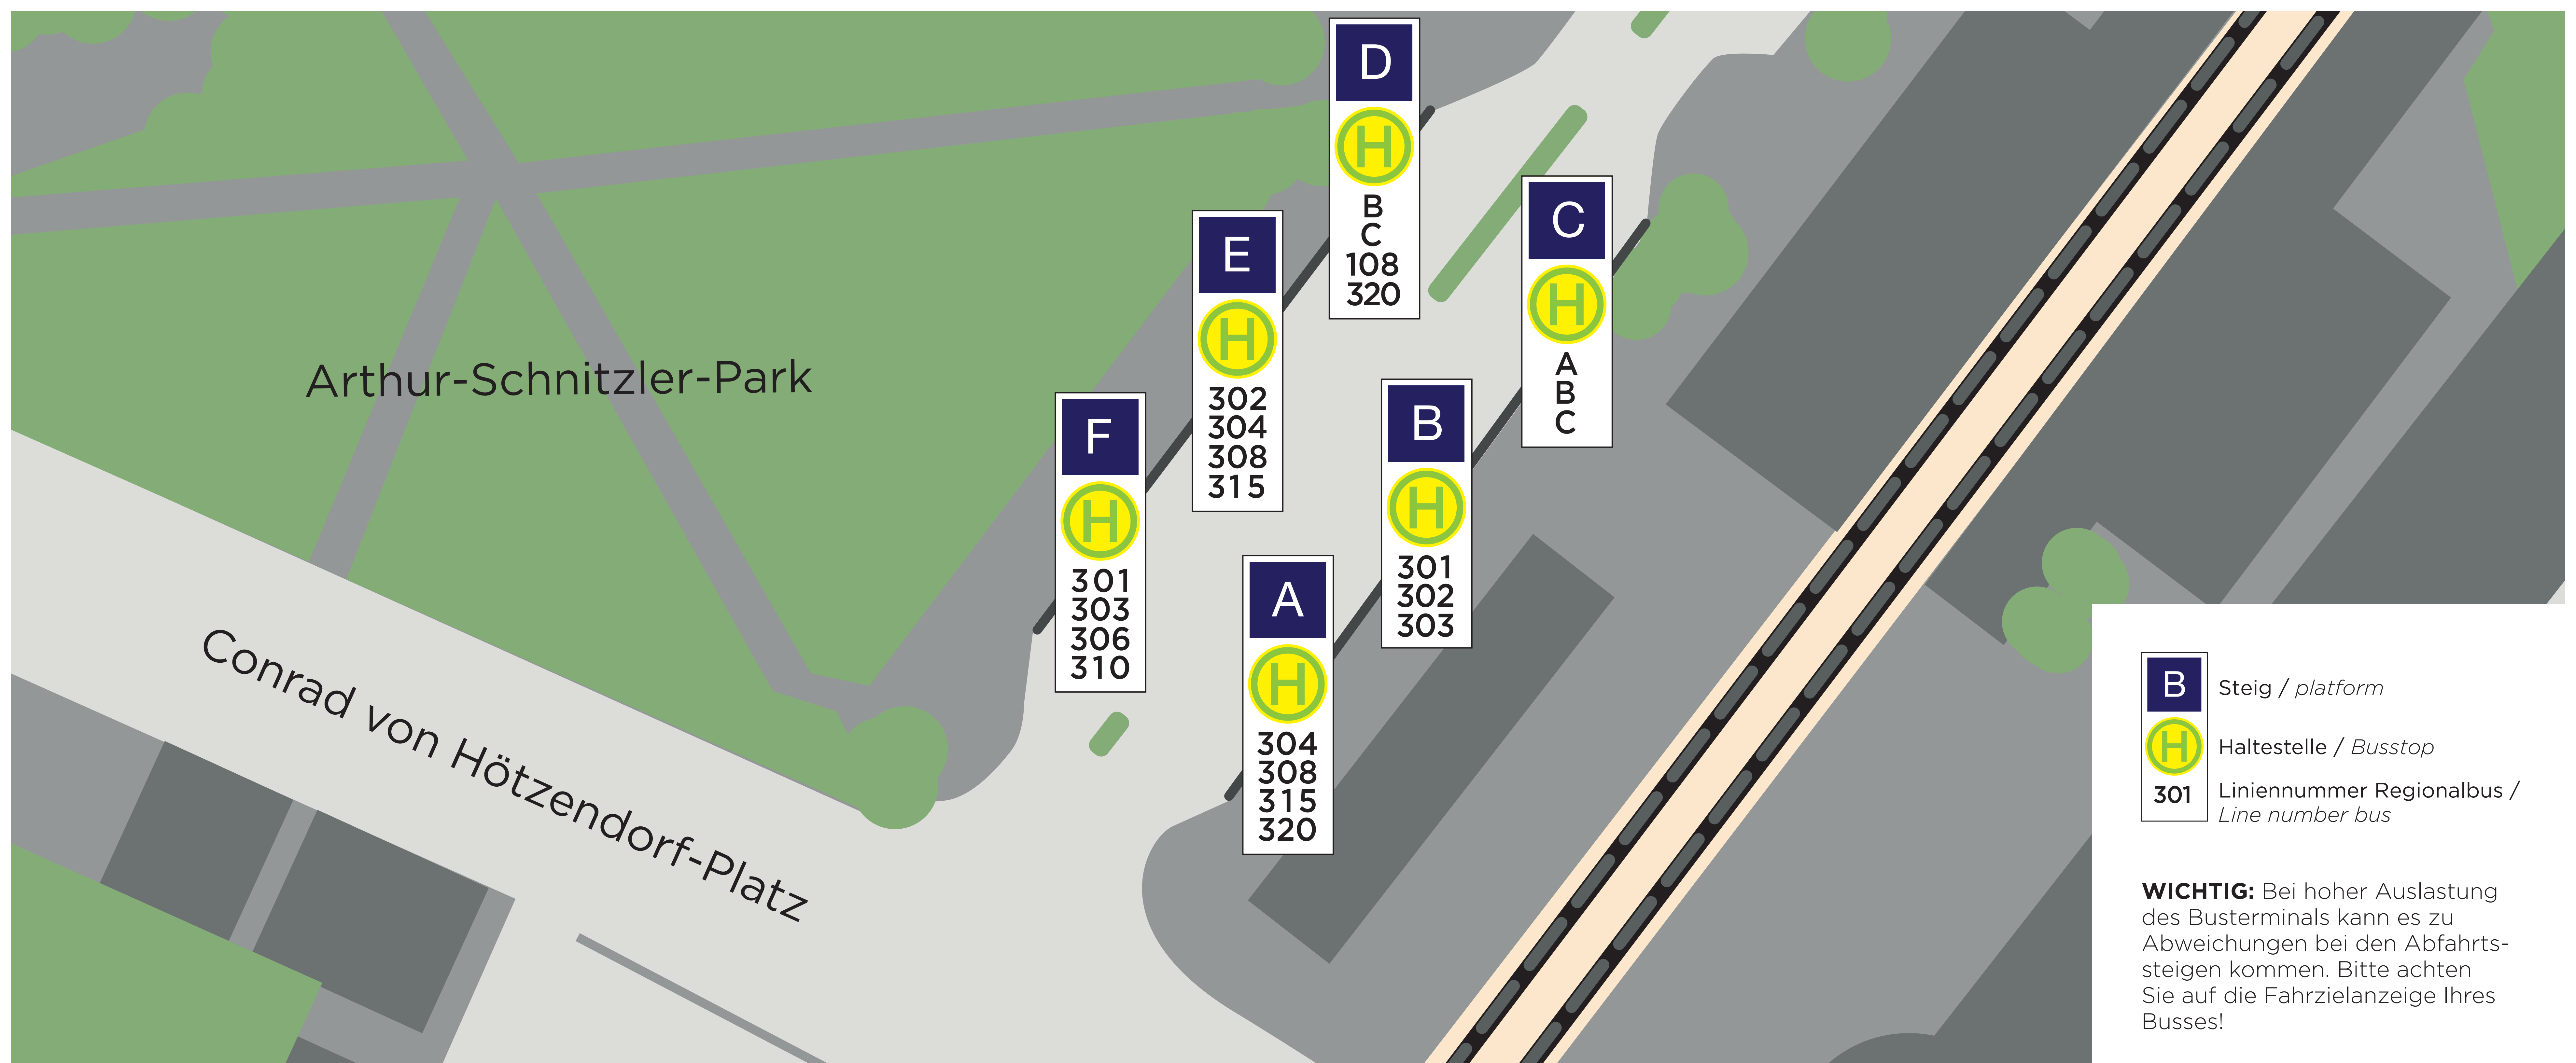 D
H
B
C
108
320
C
H
A
B
C
E
H
302
304
308
315
B
H
301
302
303
F
H
301
303
306
310
A
H
304
308
315
320
Arthur-Schnitzler-Park
Conrad von Hötzendorf-Platz
B
Steig / platform
H
Haltestelle / Busstop
301
Liniennummer Regionalbus /
Line number bus
WICHTIG: Bei hoher Auslastung
des Busterminals kann es zu
Abweichungen bei den Abfahrts-
steigen kommen. Bitte achten
Sie auf die Fahrzielanzeige Ihres
Busses!